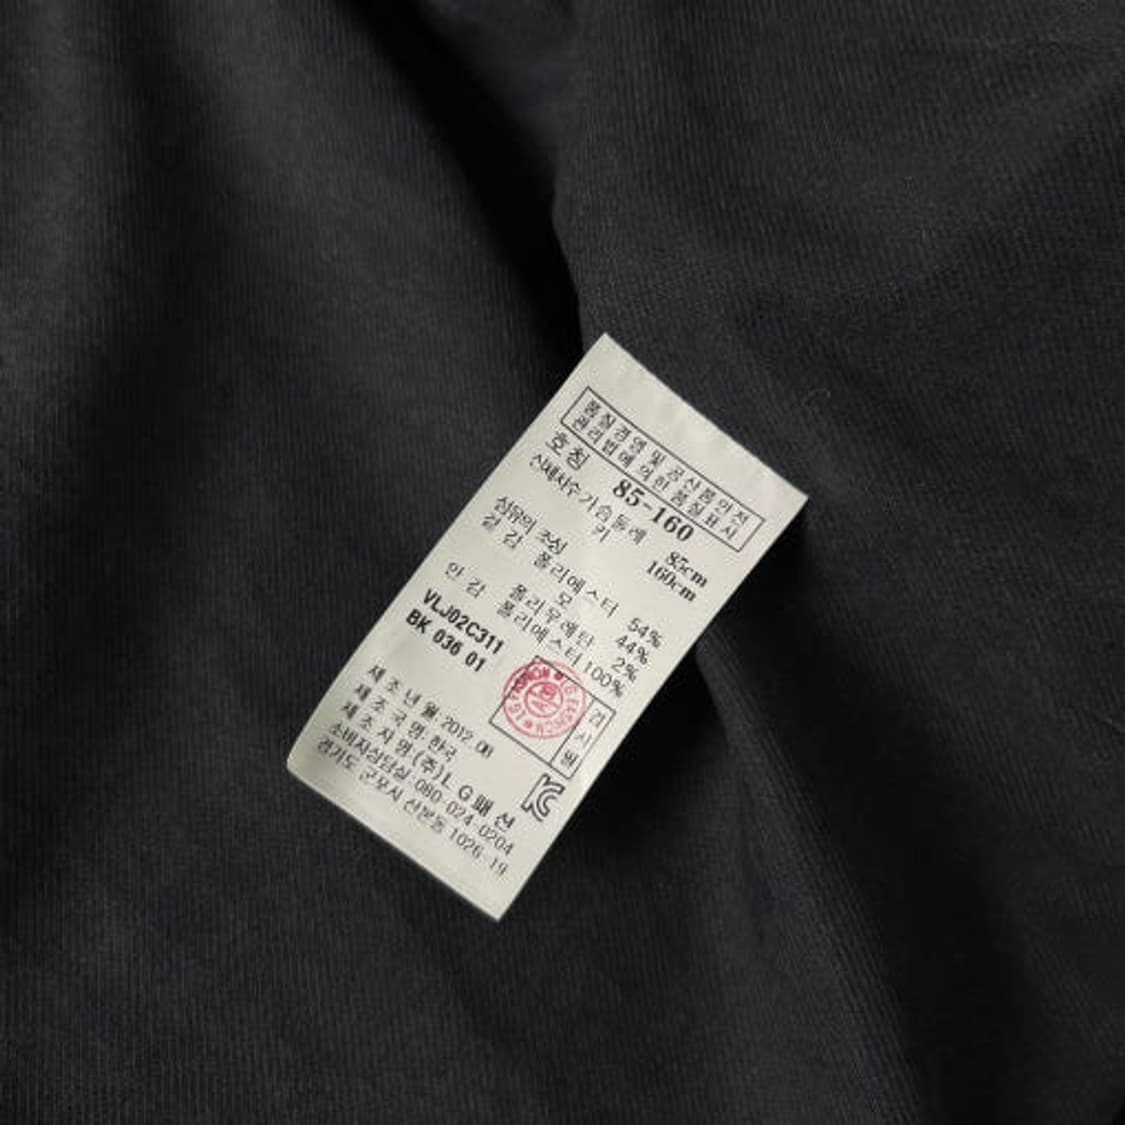 품질경영 및 공산품안전
관리법에 의한 품질표시
호칭 85-160
신체치수 가슴둘레 85cm
키 160cm
섬유의 조성
겉감 폴리에스터 54%
모 44%
폴리우레탄 2%
안감 폴리에스터 100%
VLJ02C311
BK 036 01
검사필
제조년월:2012.08
제조국명:한국
제조자명:(주)LG패션
소비자상담실:080-024-0204
경기도 군포시 산본동 1026-19